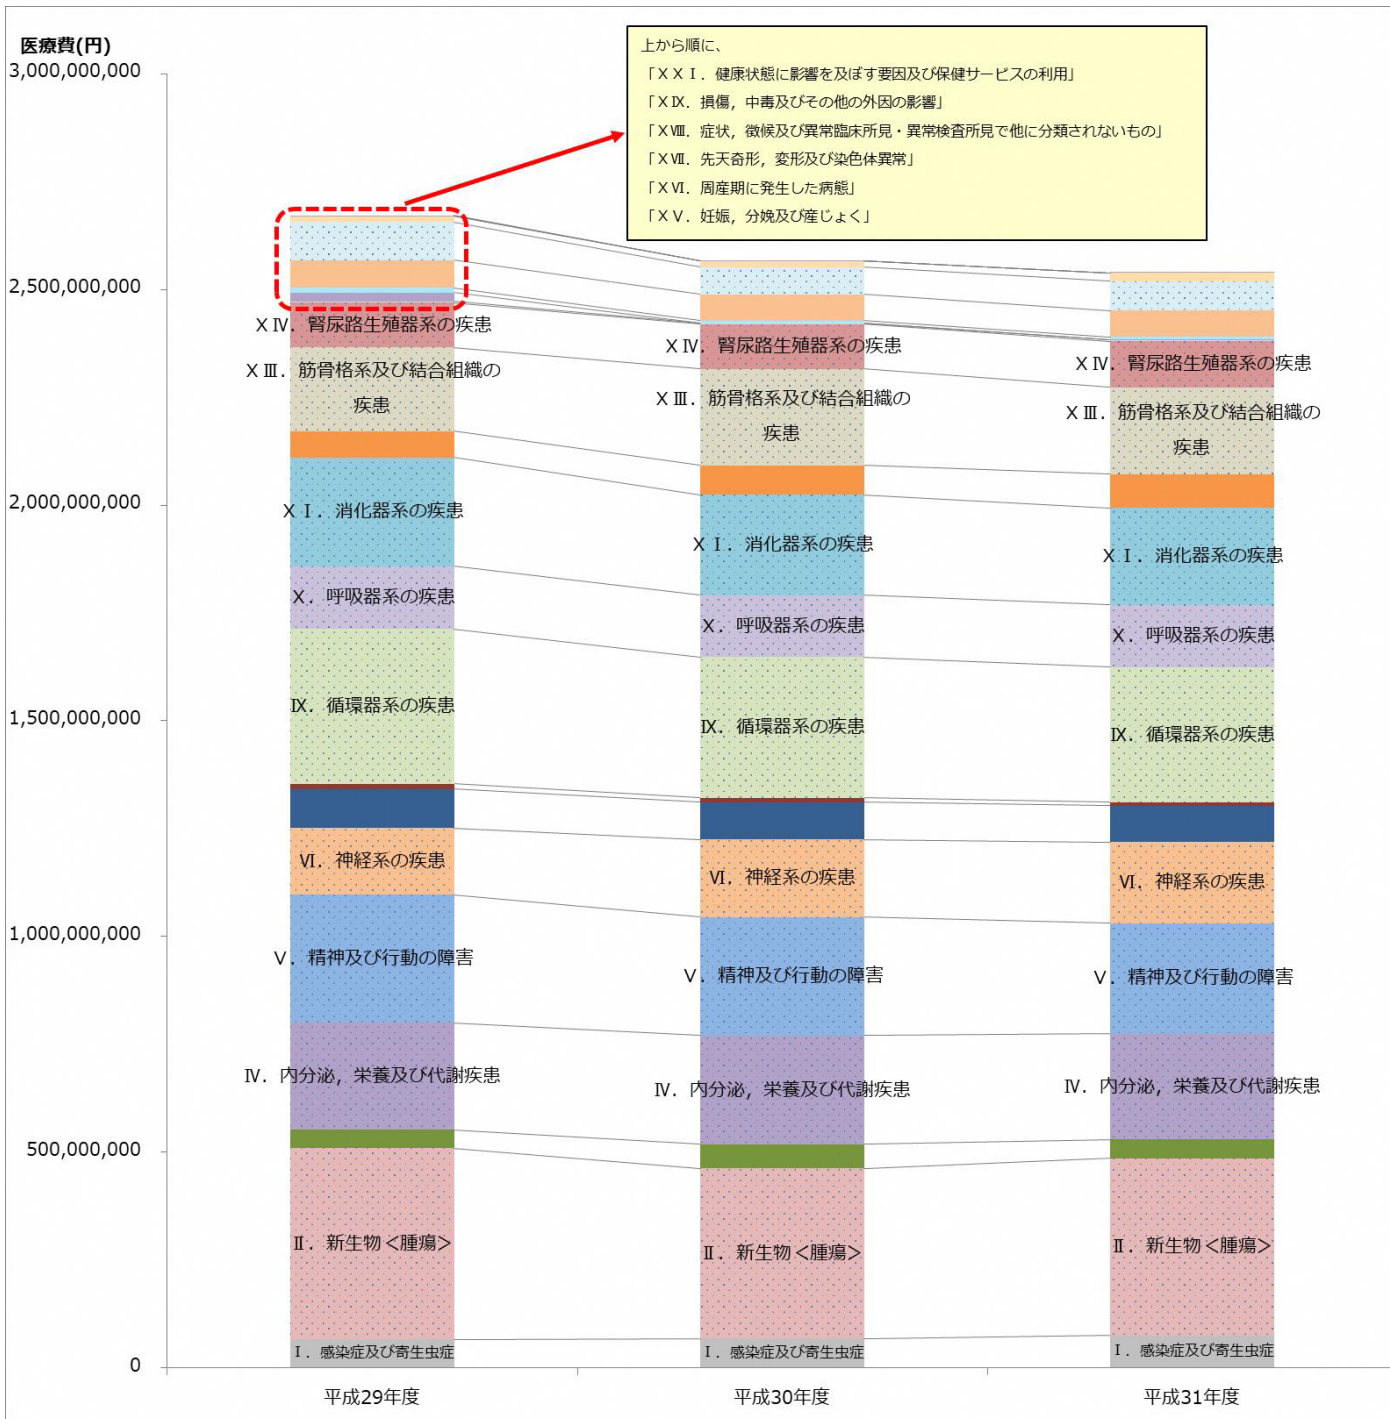 医療費(円)
3,000,000,000
2,500,000,000
2,000,000,000
1,500,000,000
1,000,000,000
500,000,000
0
上から順に、
「ⅩⅩⅠ．健康状態に影響を及ぼす要因及び保健サービスの利用」
「ⅩⅨ．損傷，中毒及びその他の外因の影響」
「ⅩⅧ．症状，徴候及び異常臨床所見・異常検査所見で他に分類されないもの」
「ⅩⅦ．先天奇形，変形及び染色体異常」
「ⅩⅥ．周産期に発生した病態」
「ⅩⅤ．妊娠，分娩及び産じょく」
ⅩⅣ．腎尿路生殖器系の疾患
ⅩⅢ．筋骨格系及び結合組織の
疾患
ⅩⅠ．消化器系の疾患
Ⅹ．呼吸器系の疾患
Ⅸ．循環器系の疾患
Ⅵ．神経系の疾患
Ⅴ．精神及び行動の障害
Ⅳ．内分泌，栄養及び代謝疾患
Ⅱ．新生物＜腫瘍＞
Ⅰ．感染症及び寄生虫症
平成29年度
ⅩⅣ．腎尿路生殖器系の疾患
ⅩⅢ．筋骨格系及び結合組織の
疾患
ⅩⅠ．消化器系の疾患
Ⅹ．呼吸器系の疾患
Ⅸ．循環器系の疾患
Ⅵ．神経系の疾患
Ⅴ．精神及び行動の障害
Ⅳ．内分泌，栄養及び代謝疾患
Ⅱ．新生物＜腫瘍＞
Ⅰ．感染症及び寄生虫症
平成30年度
ⅩⅣ．腎尿路生殖器系の疾患
ⅩⅢ．筋骨格系及び結合組織の
疾患
ⅩⅠ．消化器系の疾患
Ⅹ．呼吸器系の疾患
Ⅸ．循環器系の疾患
Ⅵ．神経系の疾患
Ⅴ．精神及び行動の障害
Ⅳ．内分泌，栄養及び代謝疾患
Ⅱ．新生物＜腫瘍＞
Ⅰ．感染症及び寄生虫症
平成31年度